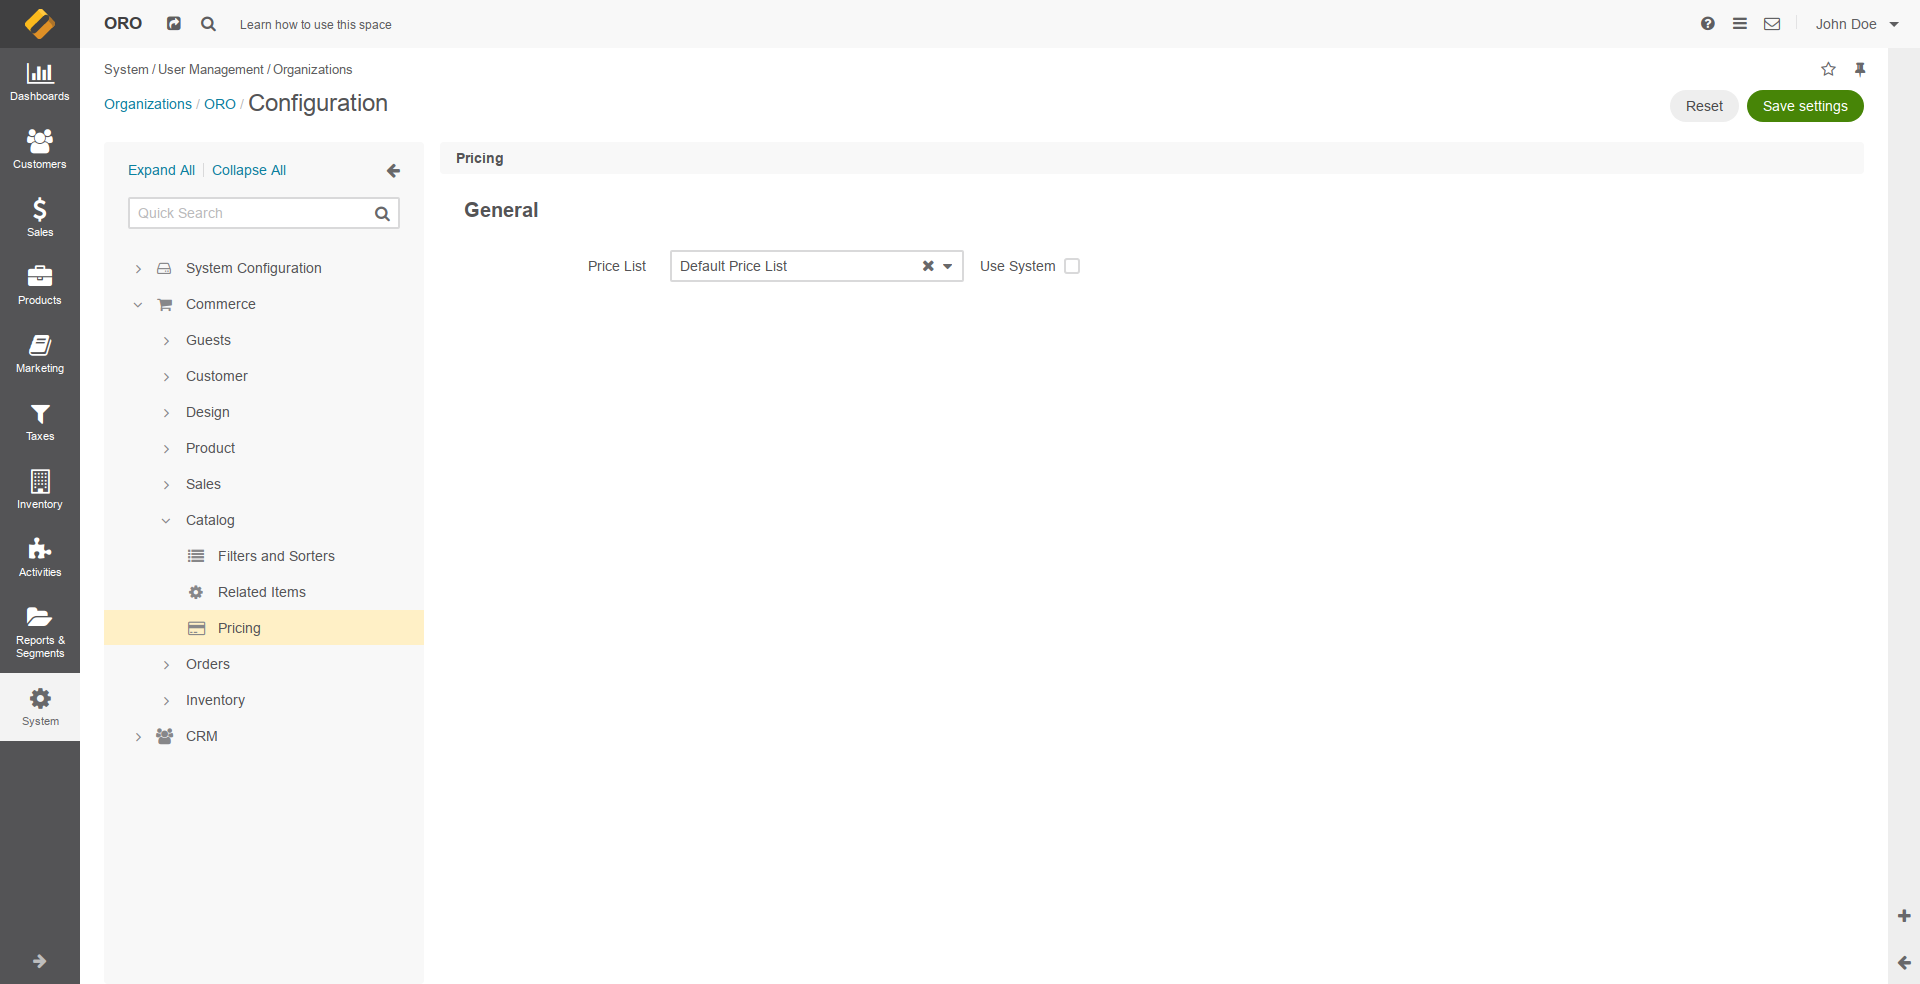 ORO
Learn how to use this space
John Doe
System / User Management / Organizations
Organizations / ORO / Configuration
Reset
Save settings
Dashboards
Customers
Sales
Products
Marketing
Taxes
Inventory
Activities
Reports &
Segments
System
Expand All
Collapse All
Quick Search
System Configuration
Commerce
Guests
Customer
Design
Product
Sales
Catalog
Filters and Sorters
Related Items
Pricing
Orders
Inventory
CRM
Pricing
General
Price List
Default Price List
Use System